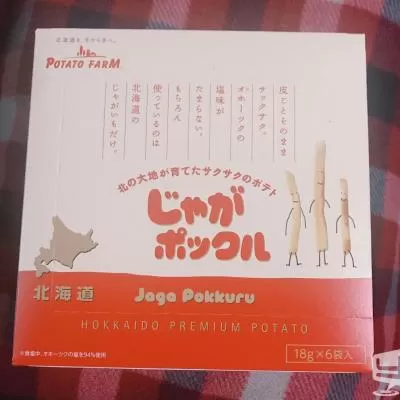 北海道を、手から手へ。
POTATO FARM
皮ごとそのまま
サックサク。
オホーツクの
塩味が
たまらない。
もちろん
使っているのは
北海道の
じゃがいもだけ。
北の大地が育てたサクサクのポテト
じゃが
ポックル
北海道
Jaga Pokkuru
HOKKAIDO PREMIUM POTATO
18g×6袋入
※食塩中、オホーツクの塩を94%使用